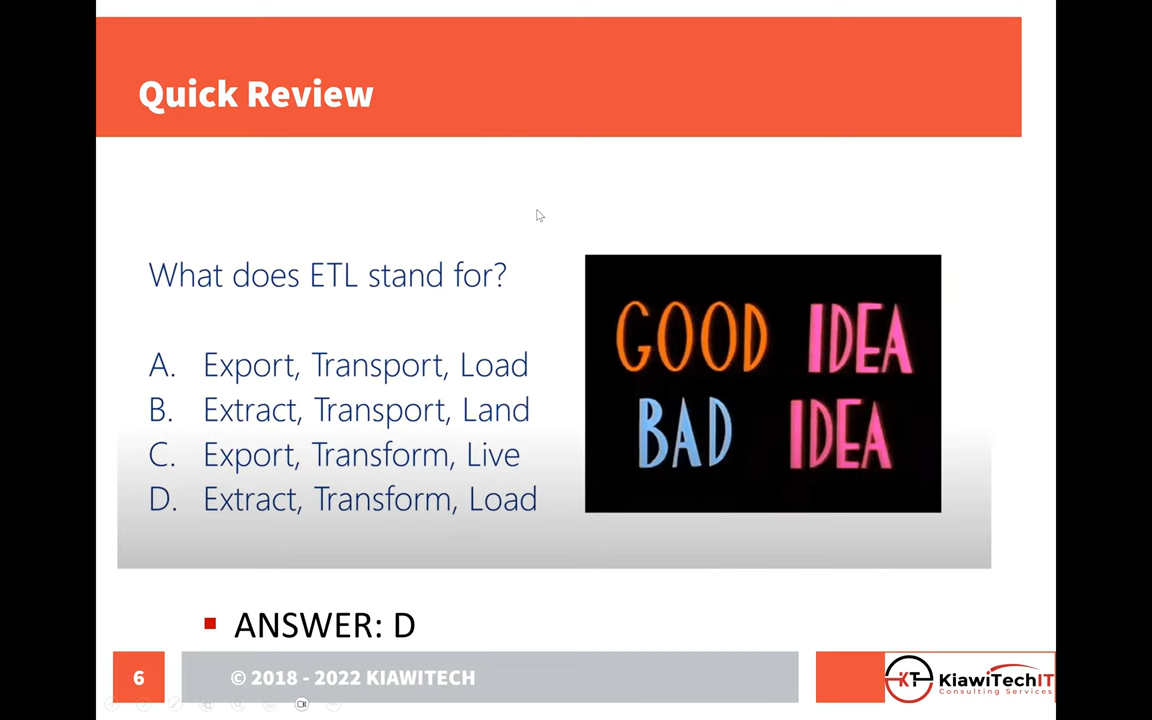 Quick Review
What does ETL stand for?
A. Export, Transport, Load
B. Extract, Transport, Land
C. Export, Transform, Live
D. Extract, Transform, Load
GOOD IDEA
BAD IDEA
▪ ANSWER: D
6
© 2018 - 2022 KIAWITECH
KT
KiawiTechIT
Consulting Services